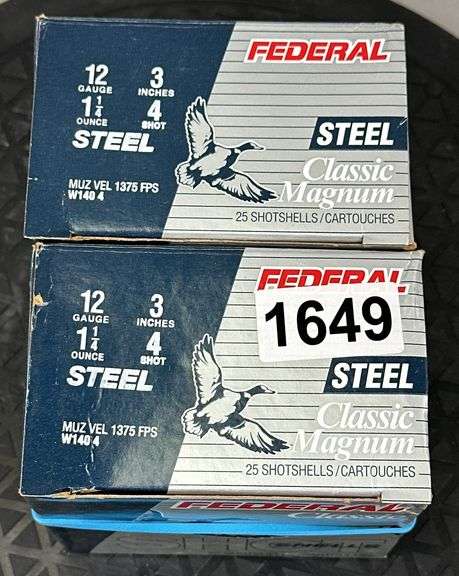 FEDERAL
12 GAUGE 3 INCHES
1 1/4 OUNCE 4 SHOT
STEEL
MUZ VEL 1375 FPS
W140 4
STEEL
Classic
Magnum
25 SHOTSHELLS/CARTOUCHES
FEDERAL
1649
12 GAUGE 3 INCHES
1 1/4 OUNCE 4 SHOT
STEEL
MUZ VEL 1375 FPS
W140 4
STEEL
Classic
Magnum
25 SHOTSHELLS/CARTOUCHES
Classic